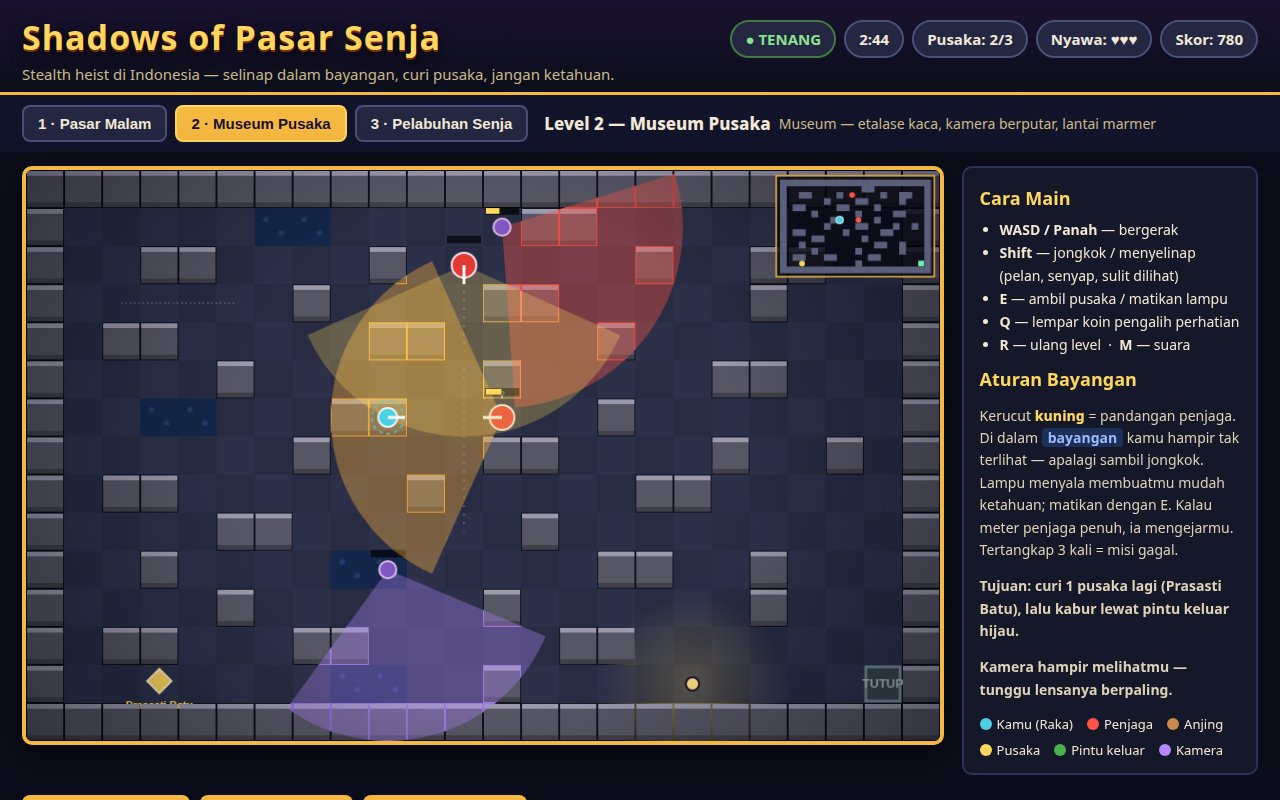 Shadows of Pasar Senja
● TENANG
2:44
Pusaka: 2/3
Nyawa: ♥♥♥
Skor: 780
Stealth heist di Indonesia — selinap dalam bayangan, curi pusaka, jangan ketahuan.
1 · Pasar Malam
2 · Museum Pusaka
3 · Pelabuhan Senja
Level 2 — Museum Pusaka
Museum — etalase kaca, kamera berputar, lantai marmer
Prasasti Batu
TUTUP
Cara Main
• WASD / Panah — bergerak
• Shift — jongkok / menyelinap
(pelan, senyap, sulit dilihat)
• E — ambil pusaka / matikan lampu
• Q — lempar koin pengalih perhatian
• R — ulang level · M — suara
Aturan Bayangan
Kerucut kuning = pandangan penjaga.
Di dalam bayangan kamu hampir tak
terlihat — apalagi sambil jongkok.
Lampu menyala membuatmu mudah
ketahuan; matikan dengan E. Kalau
meter penjaga penuh, ia mengejarmu.
Tertangkap 3 kali = misi gagal.
Tujuan: curi 1 pusaka lagi (Prasasti
Batu), lalu kabur lewat pintu keluar
hijau.
Kamera hampir melihatmu —
tunggu lensanya berpaling.
Kamu (Raka)
Penjaga
Anjing
Pusaka
Pintu keluar
Kamera